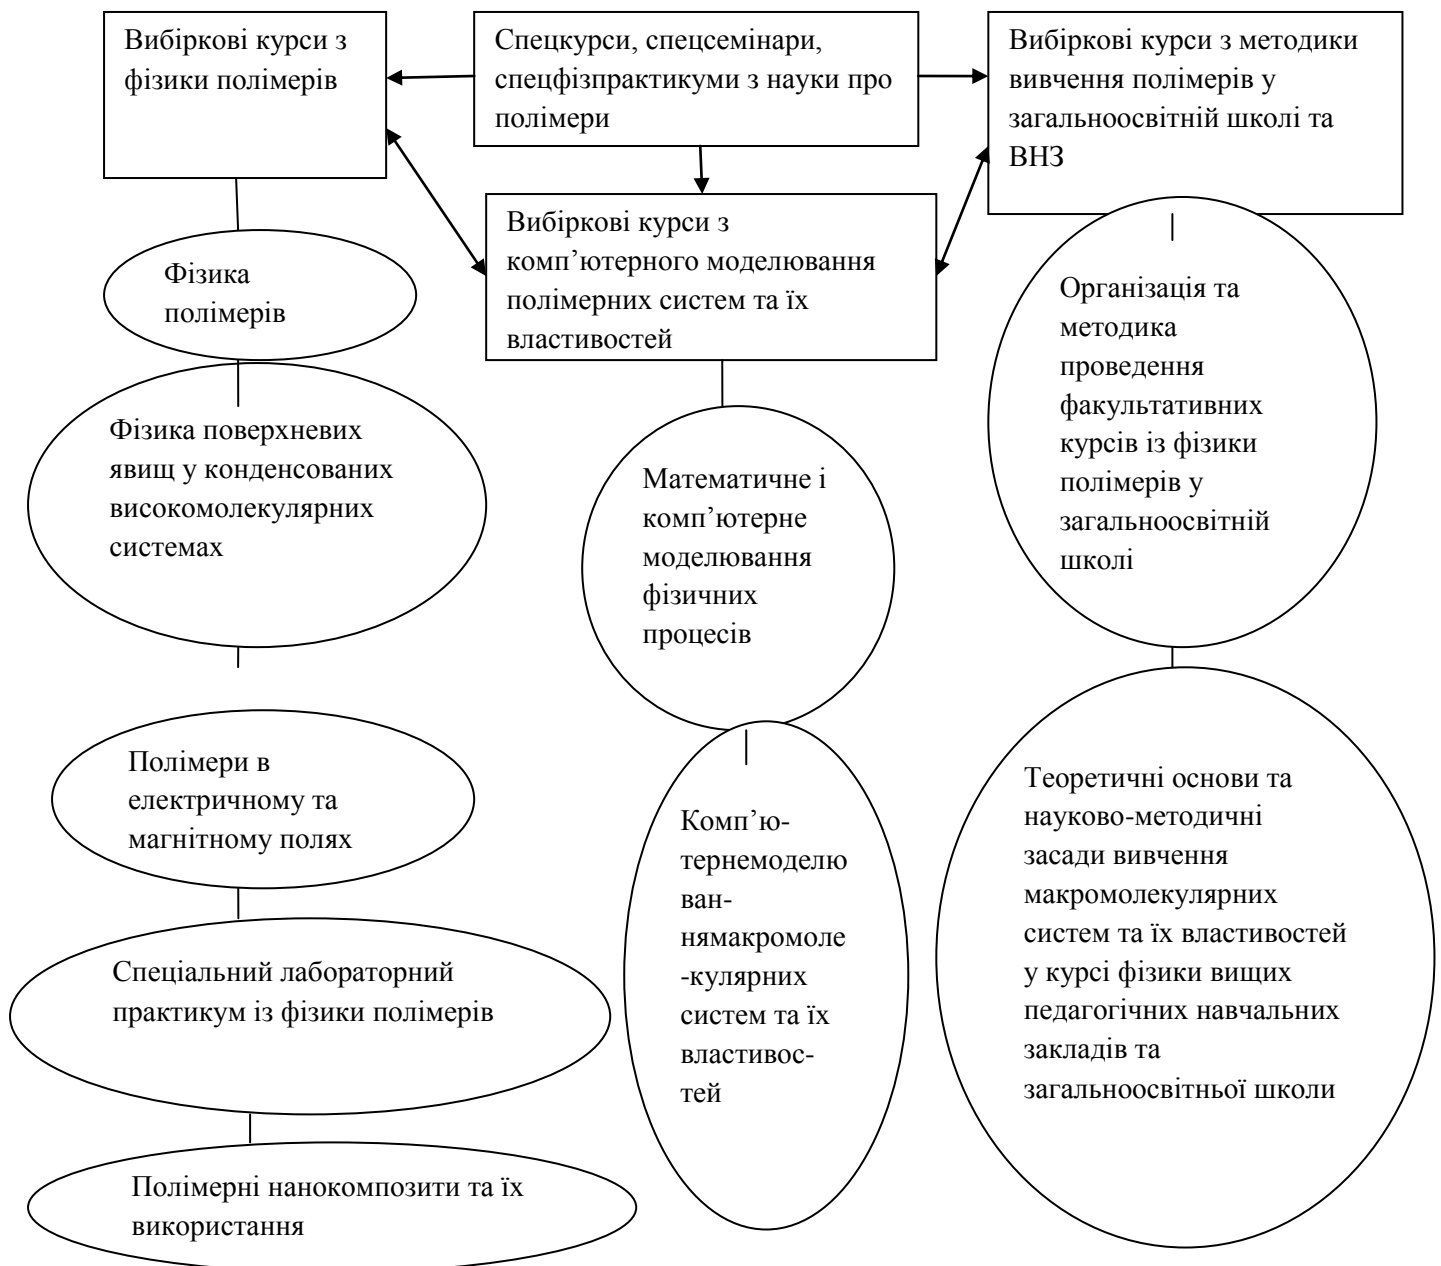 Вибіркові курси з
фізики полімерів
Спецкурси, спецсемінари,
спецфізпрактикуми з науки про
полімери
Вибіркові курси з методики
вивчення полімерів у
загальноосвітній школі та
ВНЗ
Вибіркові курси з
комп’ютерного моделювання
полімерних систем та їх
властивостей
Фізика
полімерів
Фізика поверхневих
явищ у конденсованих
високомолекулярних
системах
Полімери в
електричному та
магнітному полях
Спеціальний лабораторний
практикум із фізики полімерів
Полімерні нанокомпозити та їх
використання
Математичне і
комп’ютерне
моделювання
фізичних
процесів
Комп’ю-
тернемоделю
ван-
нямакромоле
-кулярних
систем та їх
властивос-
тей
Організація та
методика
проведення
факультативних
курсів із фізики
полімерів у
загальноосвітній
школі
Теоретичні основи та
науково-методичні
засади вивчення
макромолекулярних
систем та їх властивостей
у курсі фізики вищих
педагогічних навчальних
закладів та
загальноосвітньої школи